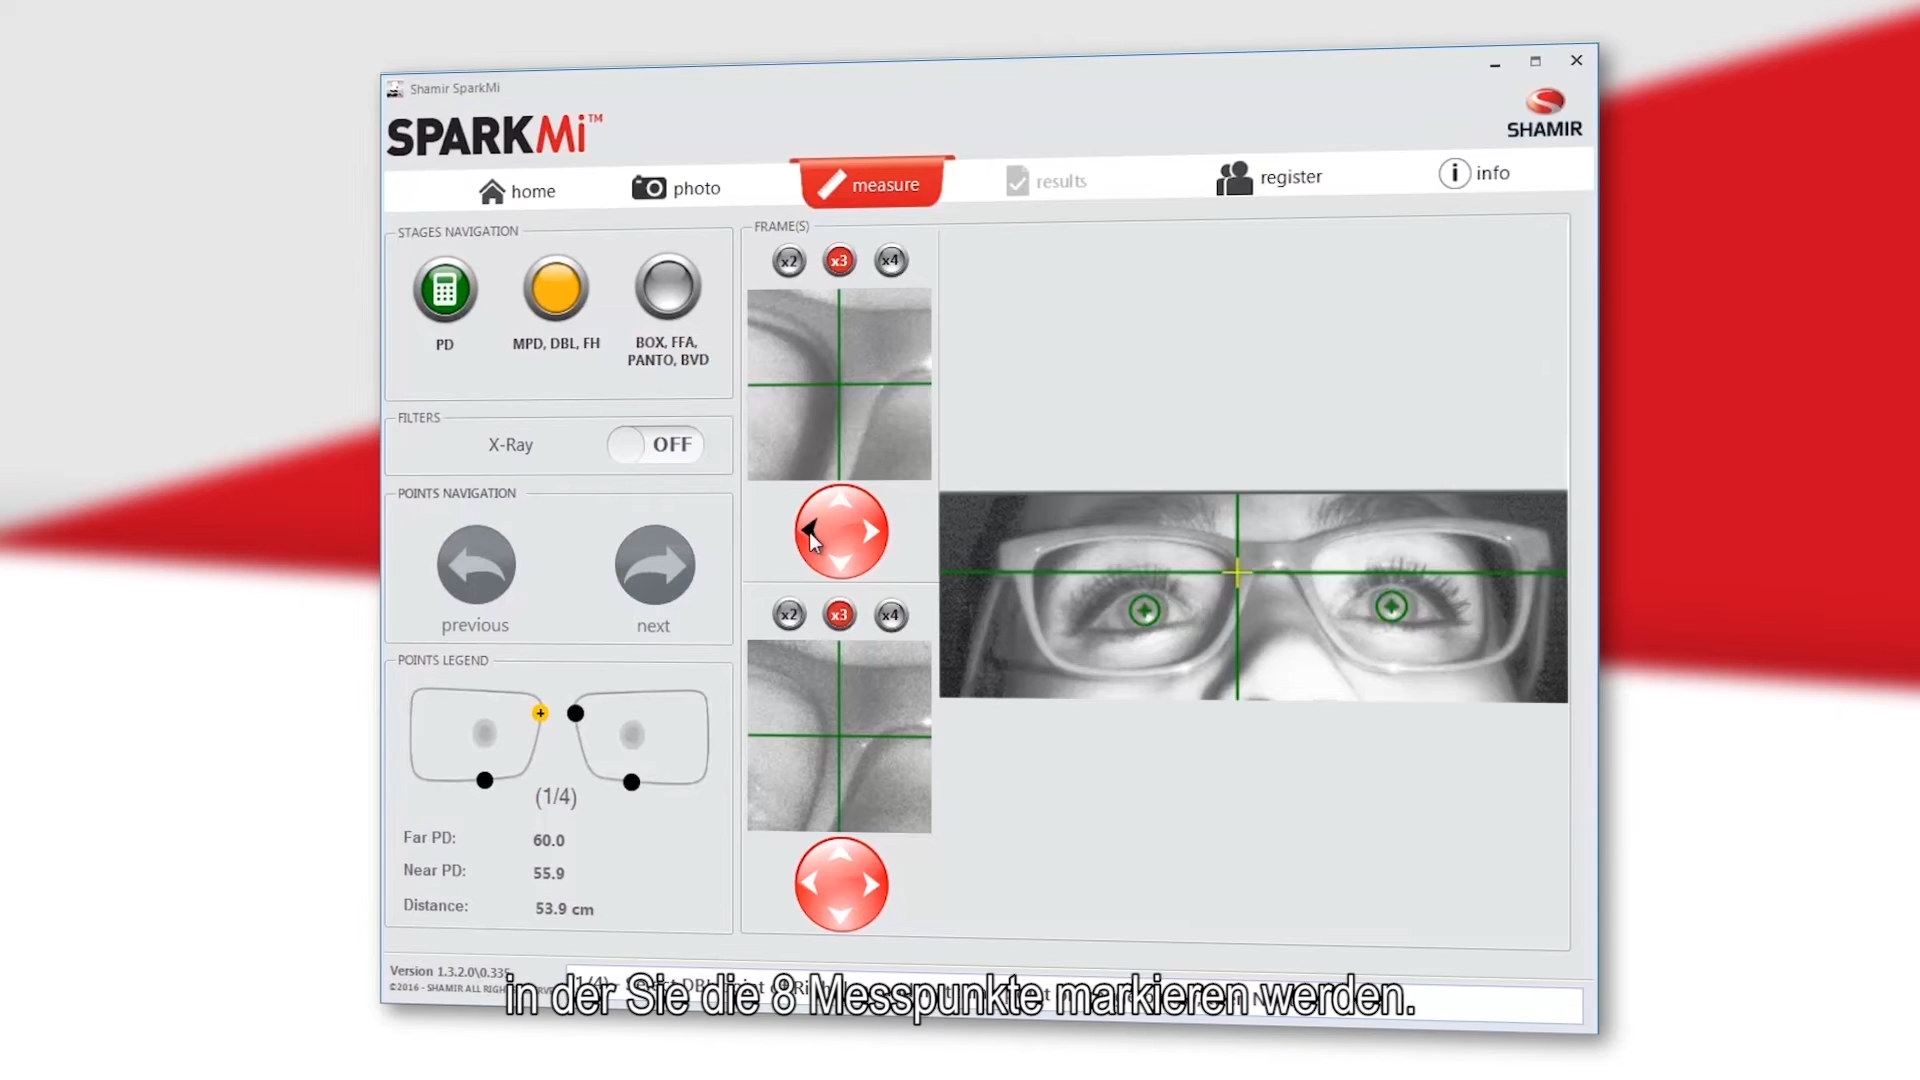 Shamir SparkMi
SPARKMi™
SHAMIR
home
photo
measure
results
register
info
STAGES NAVIGATION
PD
MPD, DBL, FH
BOX, FFA,
PANTO, BVD
FILTERS
X-Ray
OFF
POINTS NAVIGATION
previous
next
POINTS LEGEND
(1/4)
Far PD: 60.0
Near PD: 55.9
Distance: 53.9 cm
FRAME(S)
x2 x3 x4
x2 x3 x4
Version 1.3.2.0\0.335
©2016 - SHAMIR ALL
in der Sie die 8 Messpunkte markieren werden.